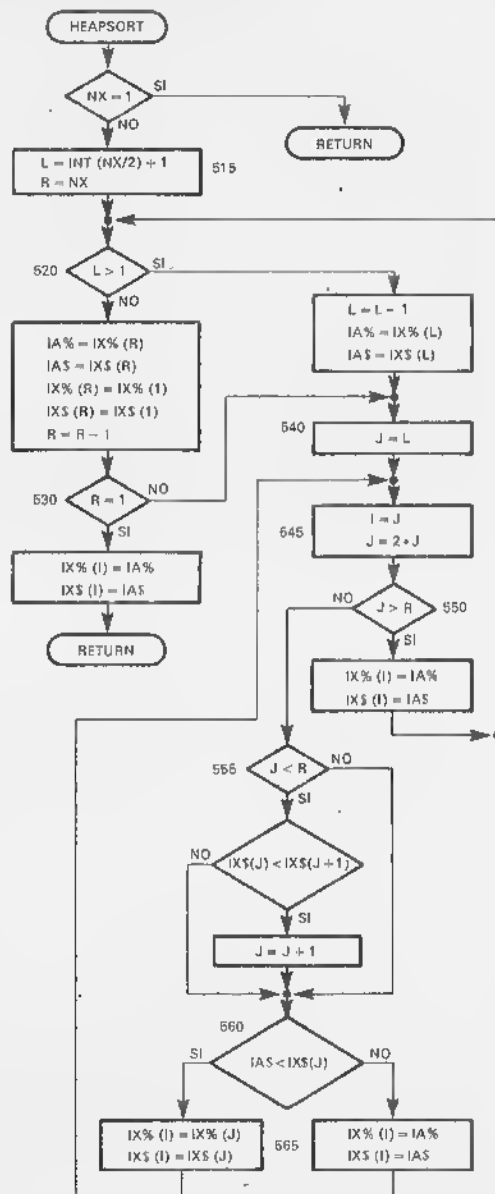 HEAPSORT
NX = 1
SI
NO
RETURN
L = INT (NX/2) + 1
R = NX
515
520
L > 1
SI
NO
L = L - 1
IA% = IX% (L)
IA$ = IX$ (L)
IA% = IX% (R)
IA$ = IX$ (R)
IX% (R) = IX% (1)
IX$ (R) = IX$ (1)
R = R - 1
540
J = L
530
R = 1
NO
SI
545
I = J
J = 2*J
IX% (I) = IA%
IX$ (I) = IA$
NO
J > R
550
SI
RETURN
IX% (I) = IA%
IX$ (I) = IA$
555
J < R
NO
SI
NO
IX$(J) < IX$(J+1)
SI
J = J + 1
560
SI
IA$ < IX$(J)
NO
IX% (I) = IX% (J)
IX$ (I) = IX$ (J)
565
IX% (I) = IA%
IX$ (I) = IA$